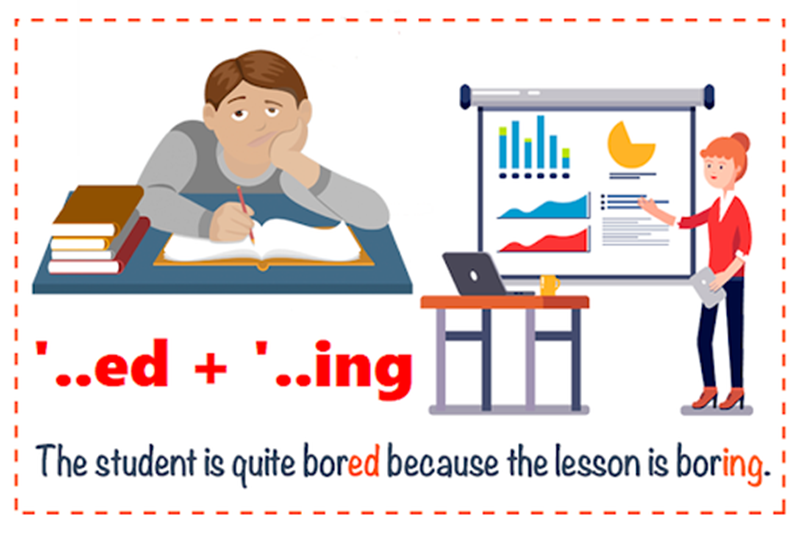 '..ed + '..ing
The student is quite bored because the lesson is boring.